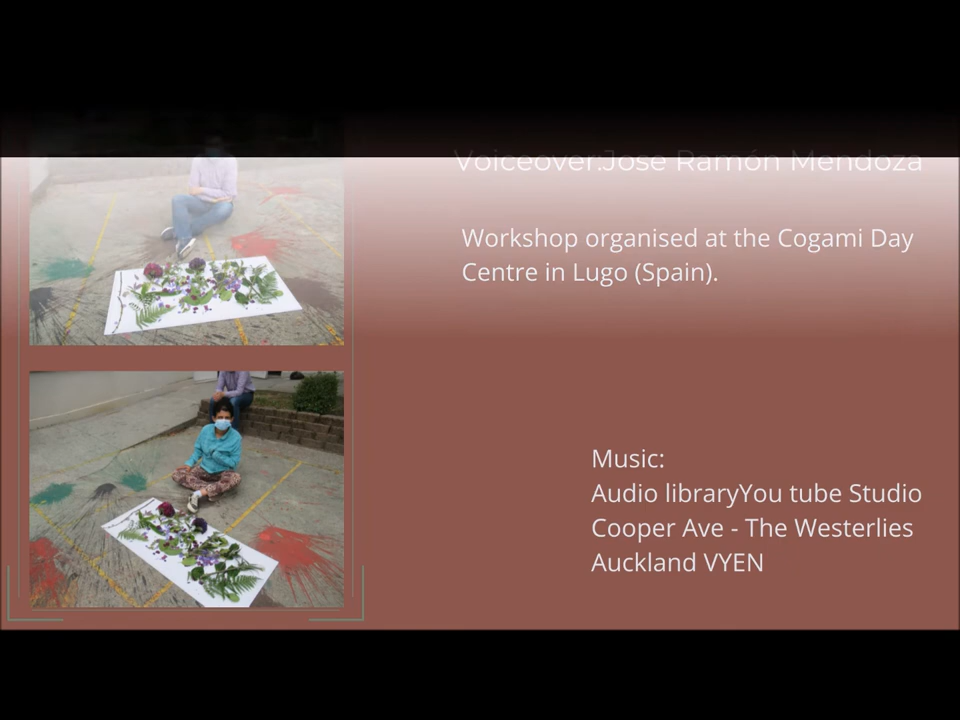 Voiceover:Jose Ramón Mendoza
Workshop organised at the Cogami Day
Centre in Lugo (Spain).
Music:
Audio libraryYou tube Studio
Cooper Ave - The Westerlies
Auckland VYEN